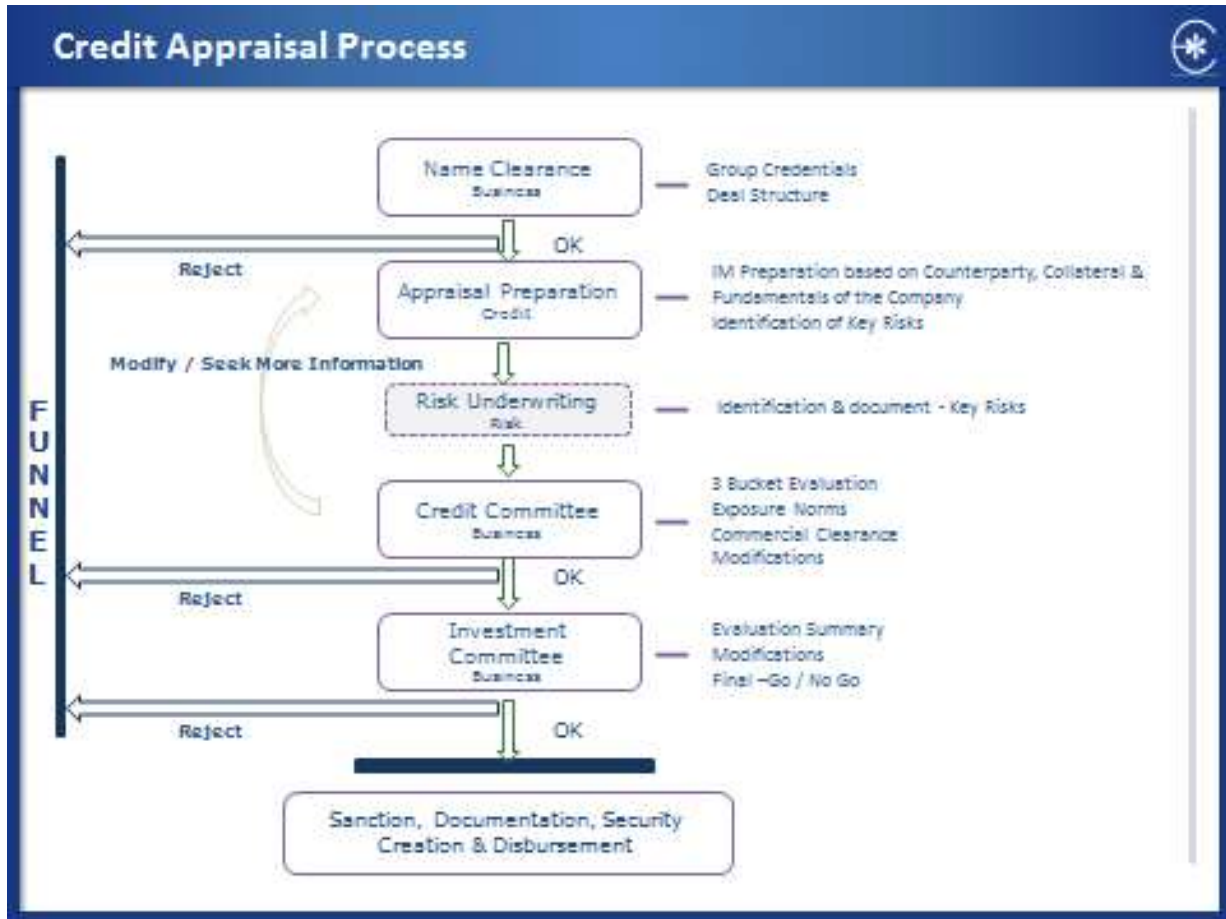 Credit Appraisal Process
Name Clearance
Business
Group Credentials
Deal Structure
OK
Reject
Appraisal Preparation
Credit
IM Preparation based on Counterparty, Collateral &
Fundamentals of the Company
Identification of Key Risks
Modify / Seek More Information
Risk Underwriting
Risk
Identification & document - Key Risks
FUNNEL
Credit Committee
Business
3 Bucket Evaluation
Exposure Norms
Commercial Clearance
Modifications
OK
Reject
Investment
Committee
Business
Evaluation Summary
Modifications
Final –Go / No Go
Reject
OK
Sanction, Documentation, Security
Creation & Disbursement